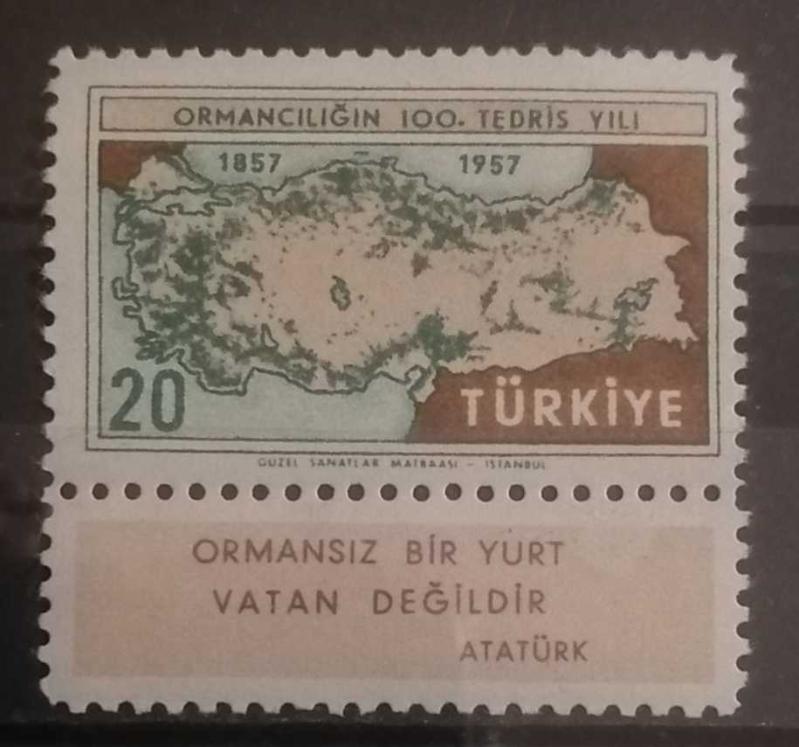 ORMANCILIĞIN 100. TEDRİS YILI
1857 1957
20 TÜRKİYE
GÜZEL SANATLAR MATBAASI - İSTANBUL
ORMANSIZ BİR YURT
VATAN DEĞİLDİR
ATATÜRK